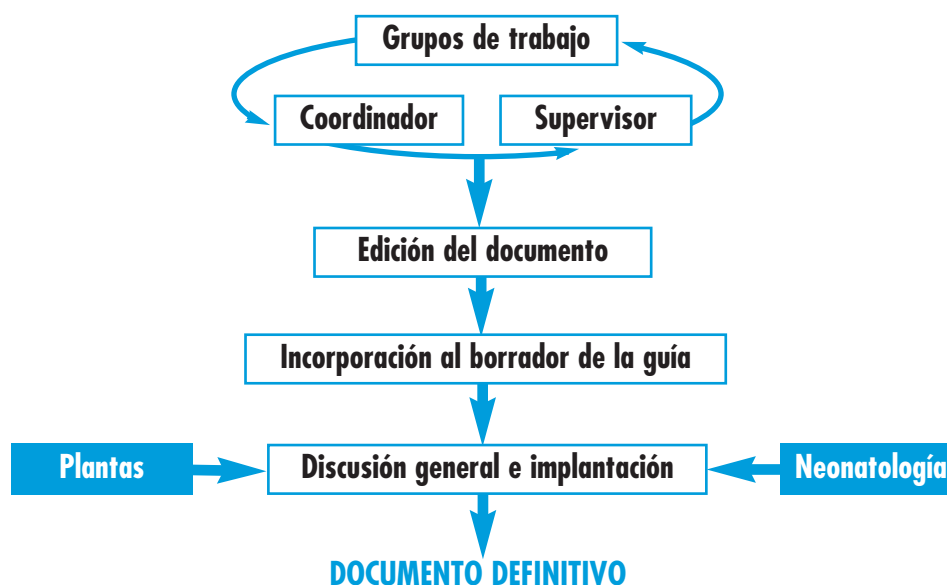 Grupos de trabajo
Coordinador
Supervisor
Edición del documento
Incorporación al borrador de la guía
Plantas
Discusión general e implantación
Neonatología
DOCUMENTO DEFINITIVO